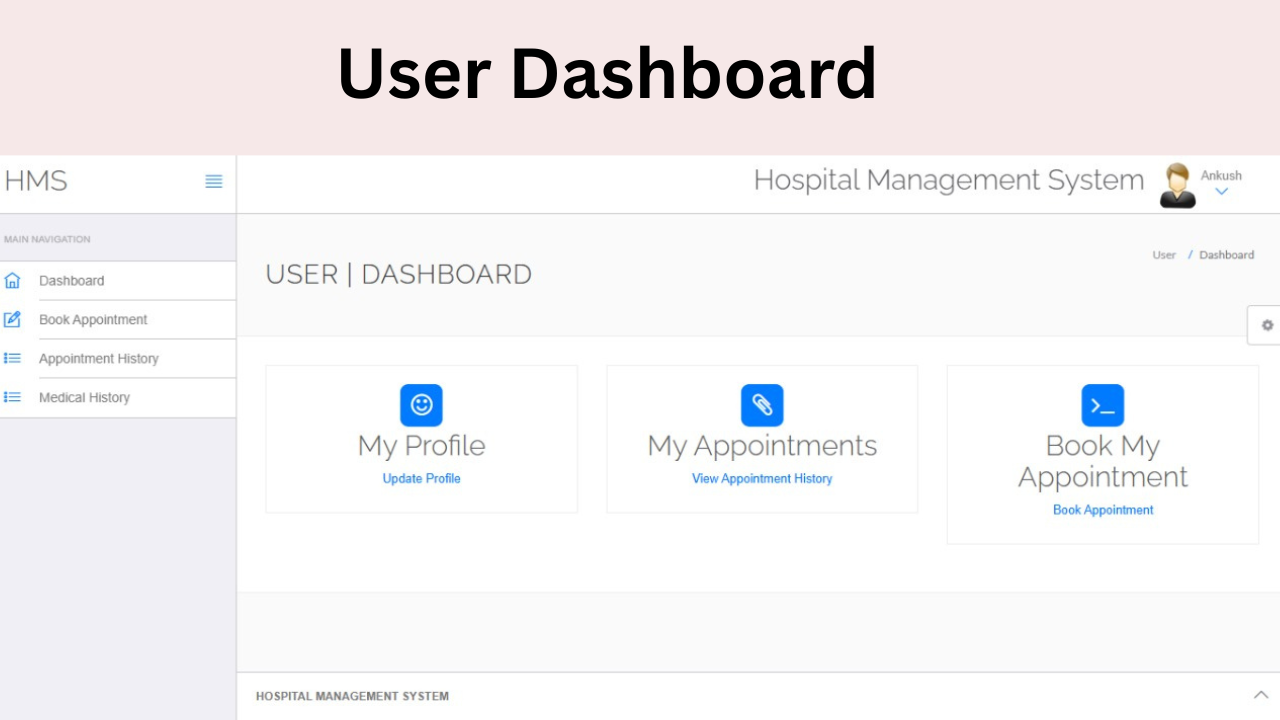 User Dashboard
HMS
Hospital Management System
Ankush
MAIN NAVIGATION
Dashboard
Book Appointment
Appointment History
Medical History
USER | DASHBOARD
User / Dashboard
My Profile
Update Profile
My Appointments
View Appointment History
Book My
Appointment
Book Appointment
HOSPITAL MANAGEMENT SYSTEM